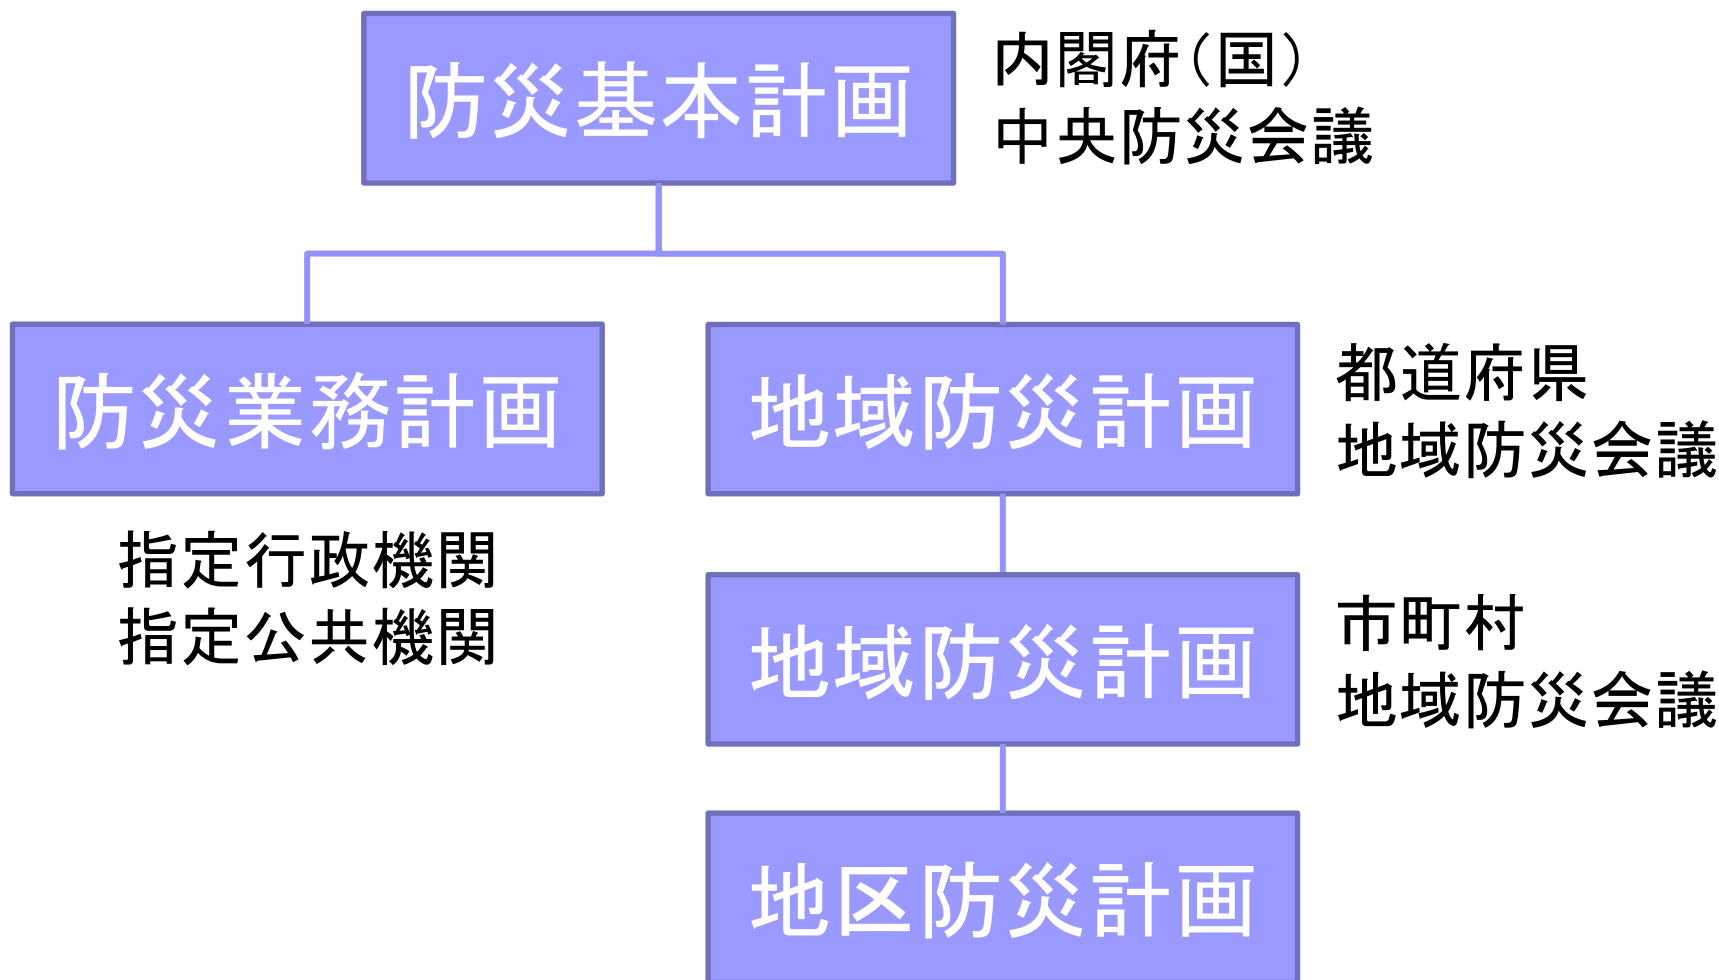 防災基本計画
内閣府（国）
中央防災会議
防災業務計画
指定行政機関
指定公共機関
地域防災計画
都道府県
地域防災会議
地域防災計画
市町村
地域防災会議
地区防災計画